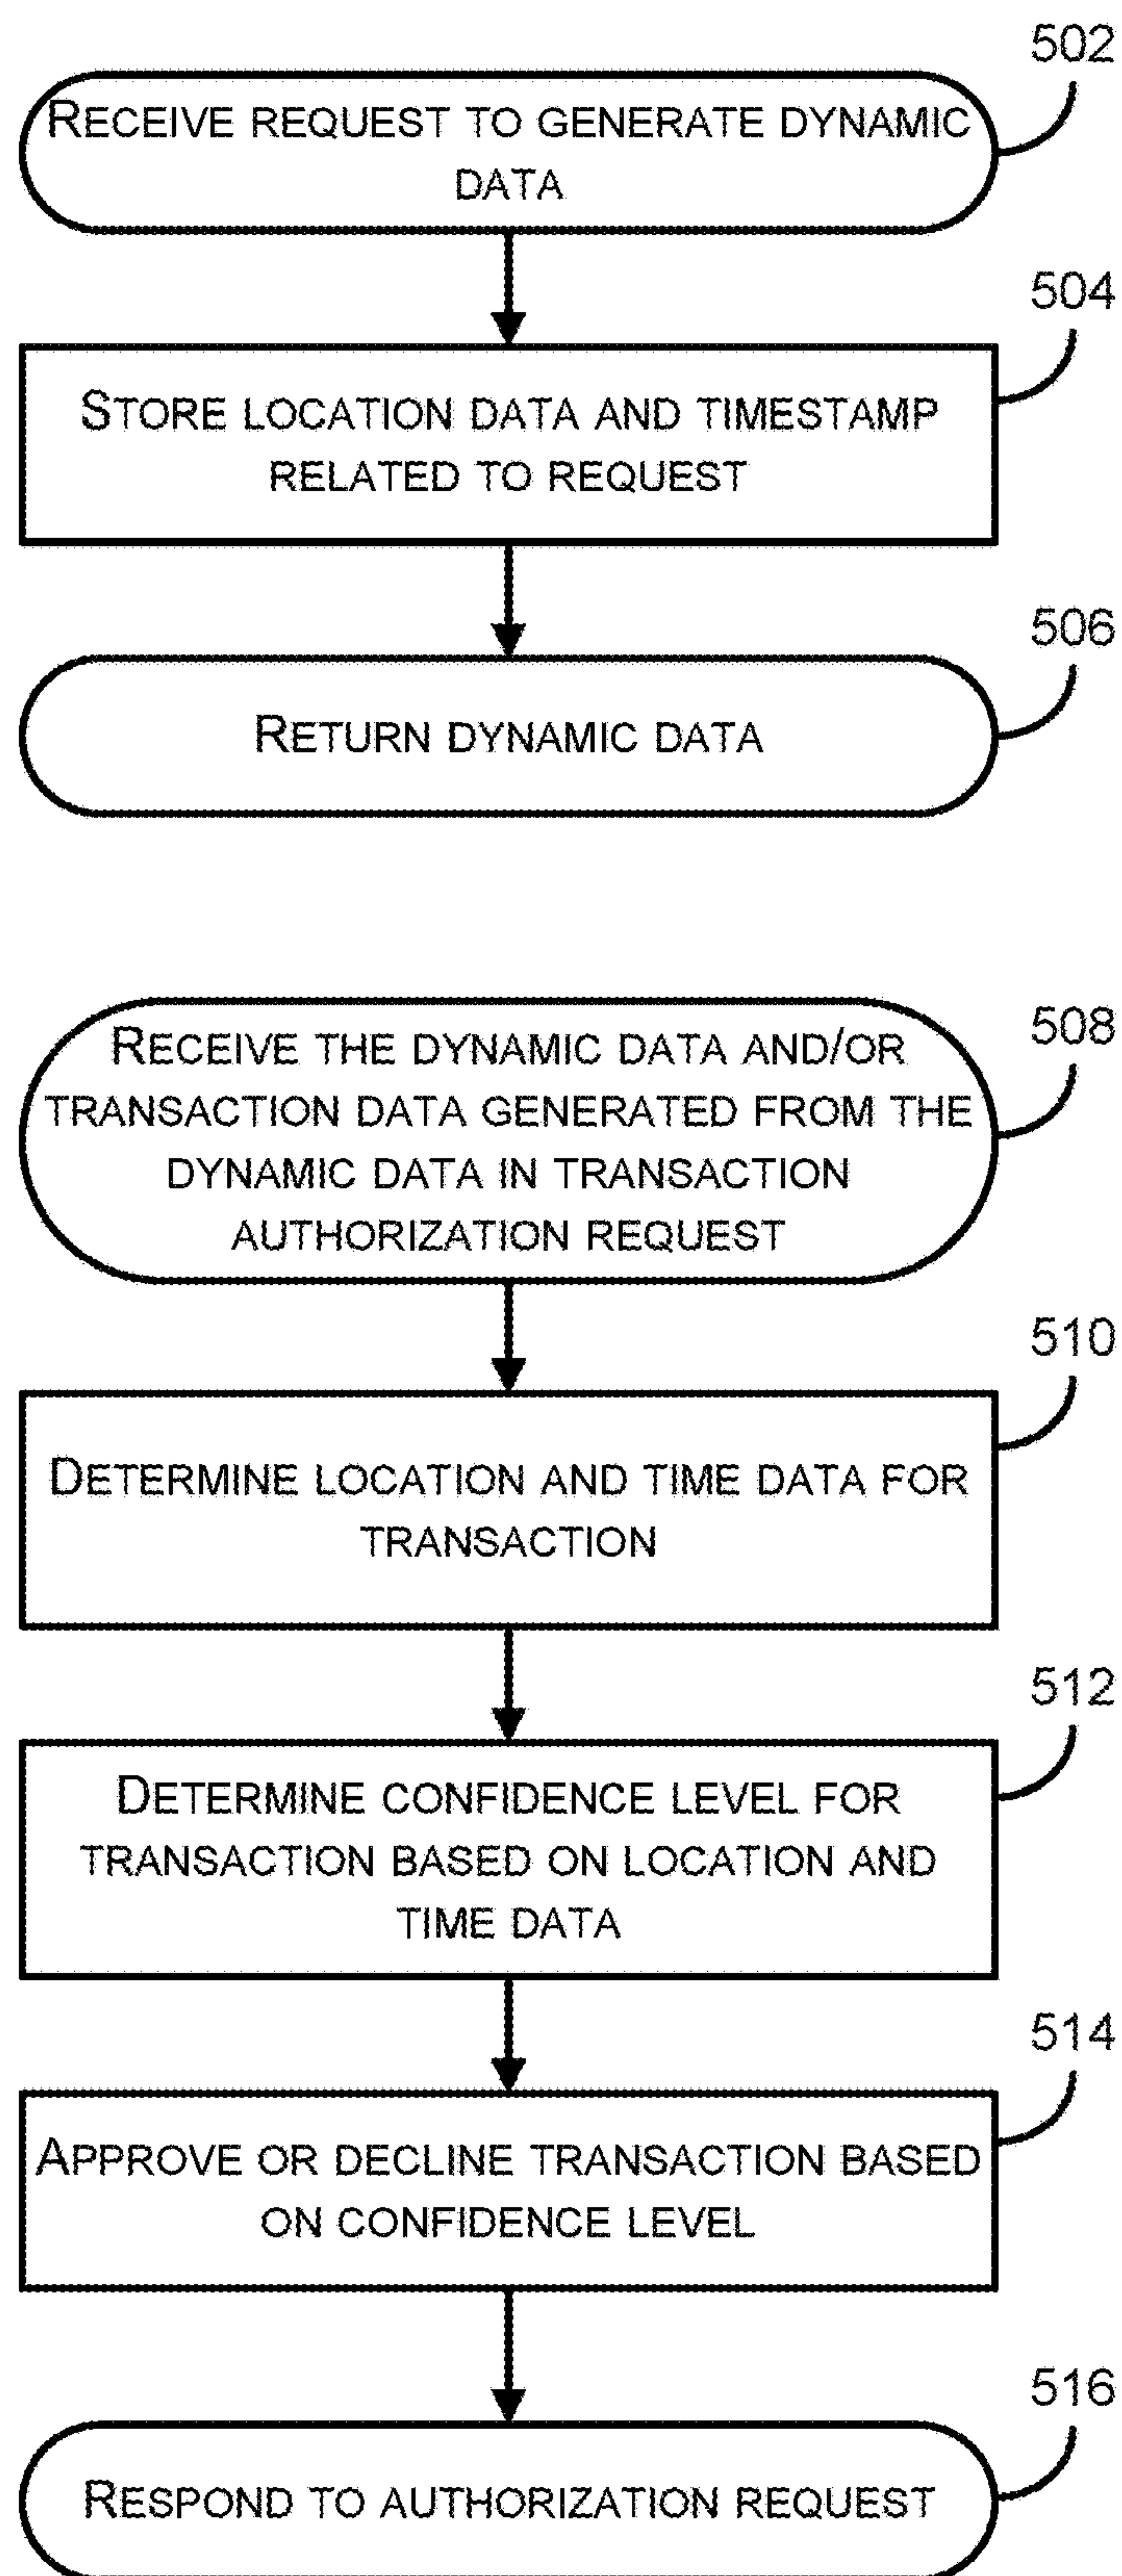 502
RECEIVE REQUEST TO GENERATE DYNAMIC
DATA
504
STORE LOCATION DATA AND TIMESTAMP
RELATED TO REQUEST
506
RETURN DYNAMIC DATA
508
RECEIVE THE DYNAMIC DATA AND/OR
TRANSACTION DATA GENERATED FROM THE
DYNAMIC DATA IN TRANSACTION
AUTHORIZATION REQUEST
510
DETERMINE LOCATION AND TIME DATA FOR
TRANSACTION
512
DETERMINE CONFIDENCE LEVEL FOR
TRANSACTION BASED ON LOCATION AND
TIME DATA
514
APPROVE OR DECLINE TRANSACTION BASED
ON CONFIDENCE LEVEL
516
RESPOND TO AUTHORIZATION REQUEST